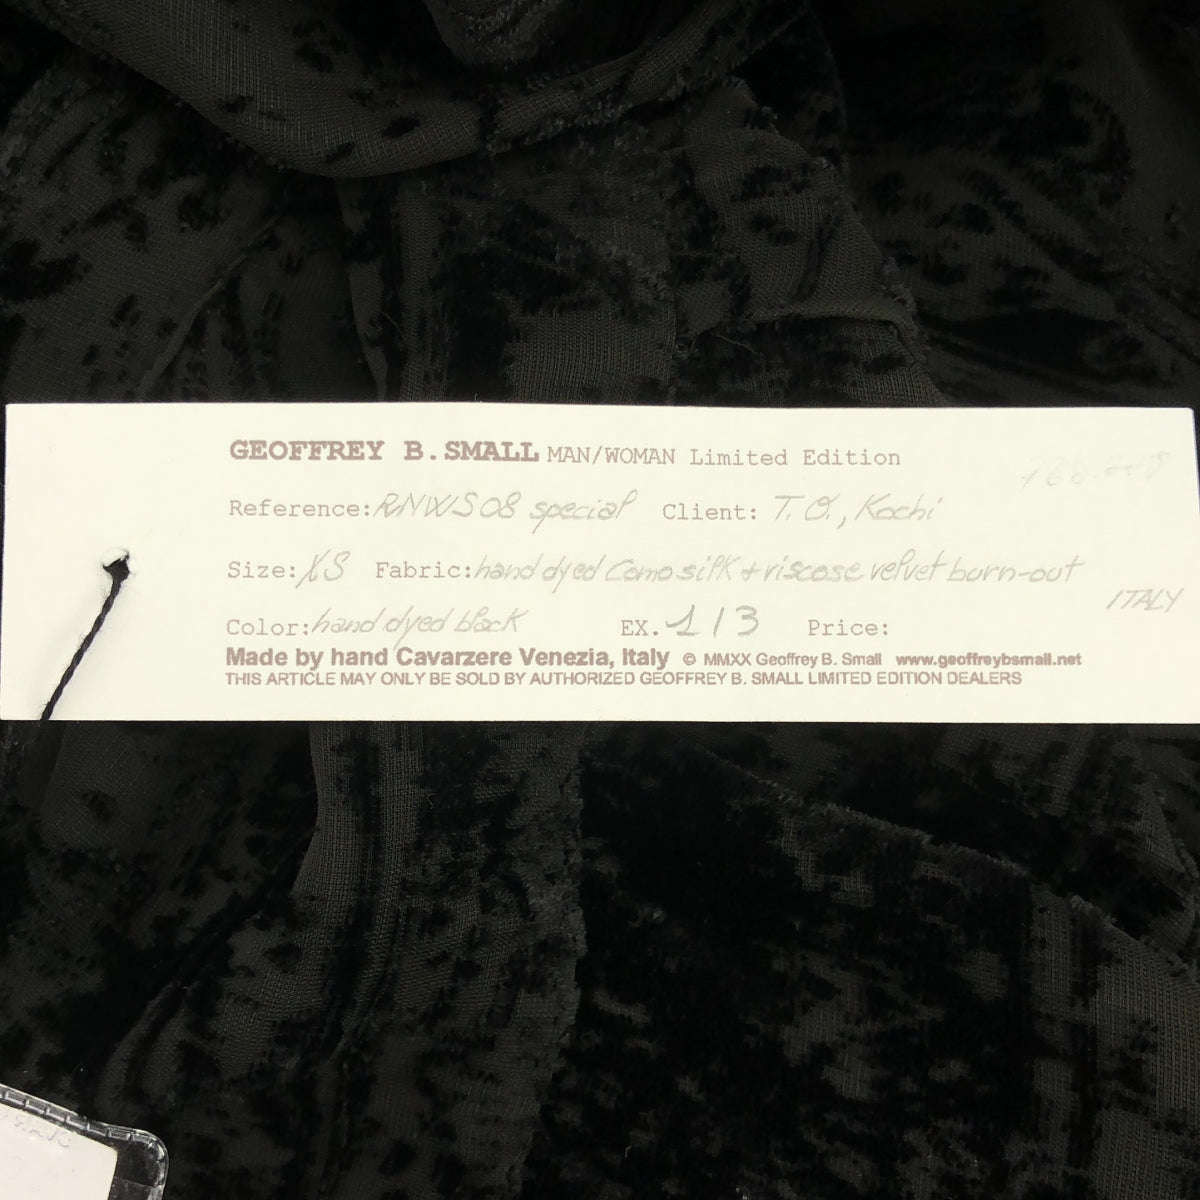 GEOFFREY B. SMALL MAN/WOMAN Limited Edition
Reference: RNWS08 special Client: T. O., Kochi
Size: XS Fabric: hand dyed Como silk + viscose velvet burn-out
ITALY
Color: hand dyed black EX. 1/3 Price:
Made by hand Cavarzere Venezia, Italy © MMXX Geoffrey B. Small www.geoffreybsmall.net
THIS ARTICLE MAY ONLY BE SOLD BY AUTHORIZED GEOFFREY B. SMALL LIMITED EDITION DEALERS